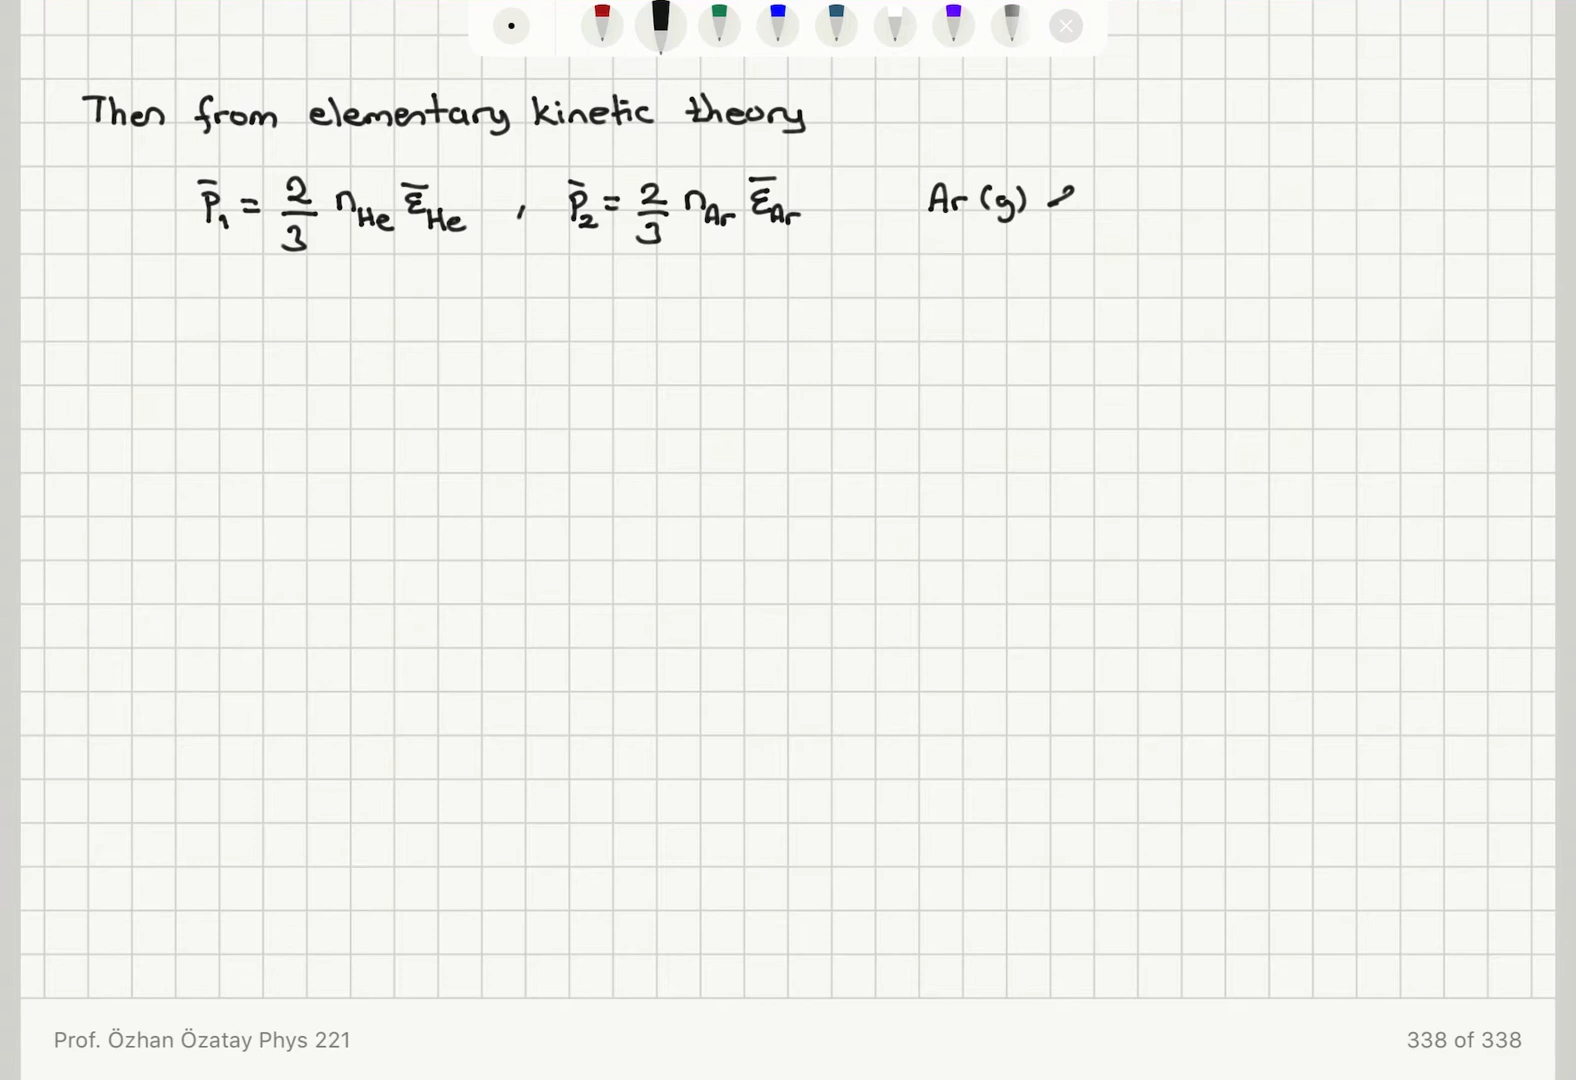 Then from elementary kinetic theory
P̄₁ = 2/3 n_He ε̄_He , P̄₂ = 2/3 n_Ar ε̄_Ar Ar (g)
Prof. Özhan Özatay Phys 221
338 of 338